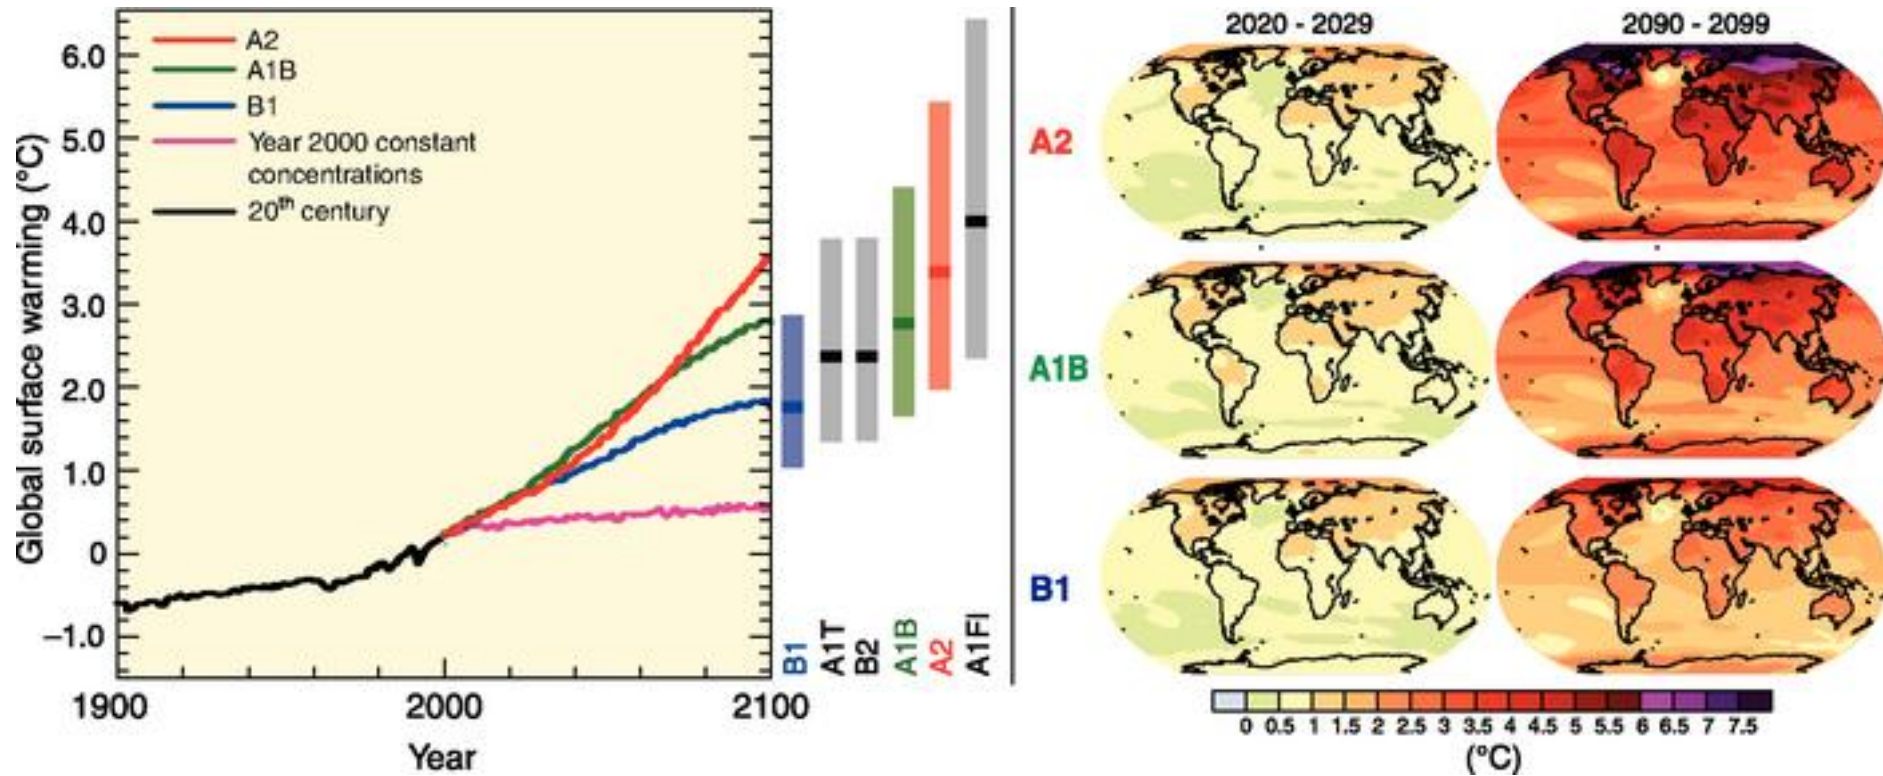 6.0
5.0
4.0
3.0
2.0
1.0
0
–1.0
Global surface warming (°C)
A2
A1B
B1
Year 2000 constant
concentrations
20th century
1900
2000
2100
Year
B1
A1T
B2
A1B
A2
A1FI
2020 - 2029
2090 - 2099
A2
A1B
B1
0 0.5 1 1.5 2 2.5 3 3.5 4 4.5 5 5.5 6 6.5 7 7.5
(°C)